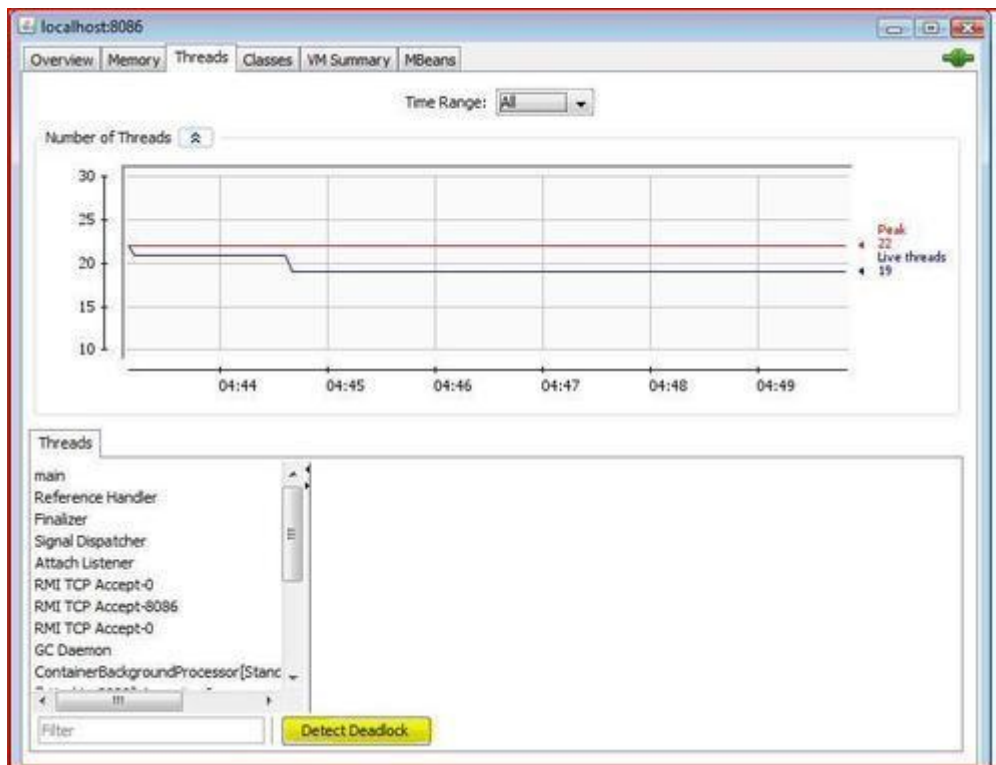 localhost:8086
Overview Memory Threads Classes VM Summary MBeans
Time Range: All
Number of Threads
30
25
20
15
10
Peak
22
Live threads
19
04:44 04:45 04:46 04:47 04:48 04:49
Threads
main
Reference Handler
Finalizer
Signal Dispatcher
Attach Listener
RMI TCP Accept-0
RMI TCP Accept-8086
RMI TCP Accept-0
GC Daemon
ContainerBackgroundProcessor[Stanc
Filter Detect Deadlock